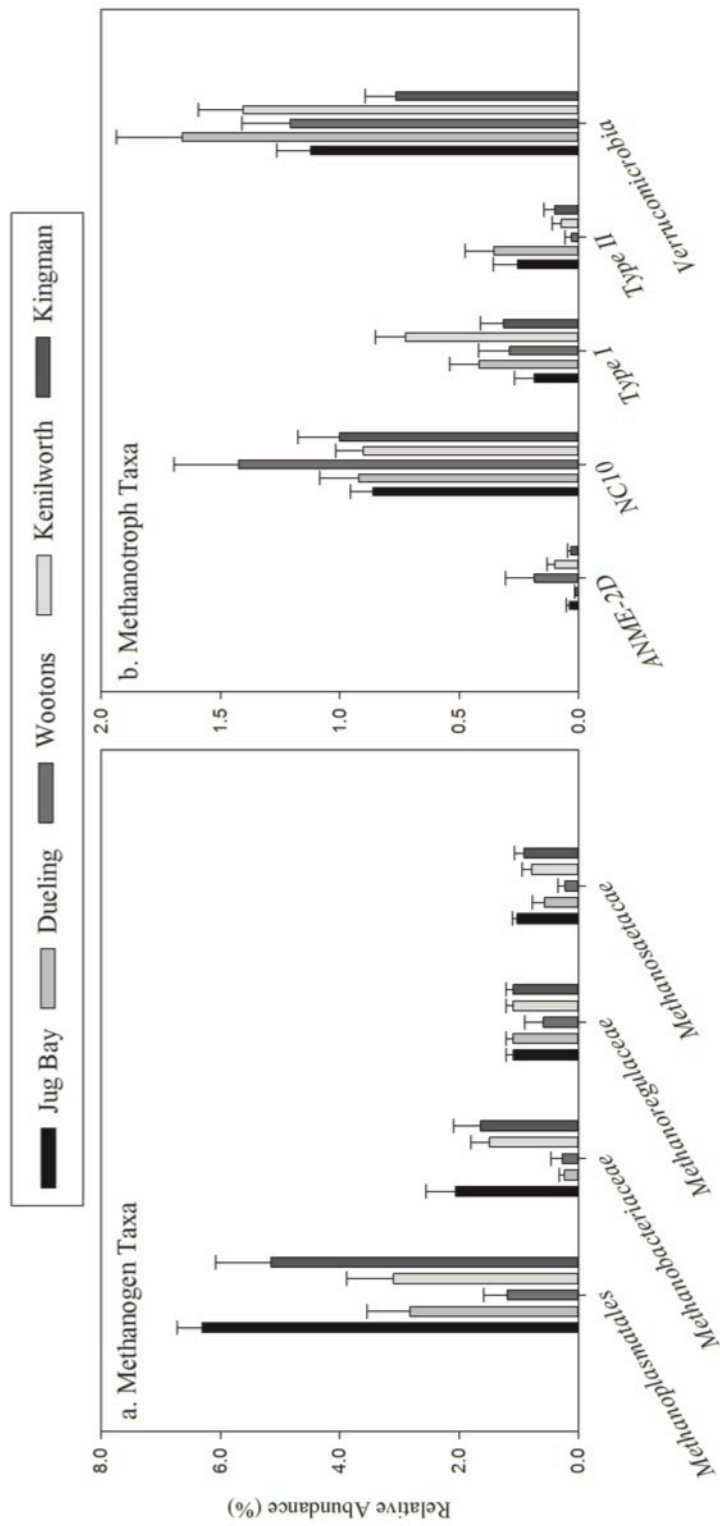 Jug Bay Dueling Wootons Kenilworth Kingman
a. Methanogen Taxa
Relative Abundance (%)
8.0
6.0
4.0
2.0
0.0
Methanoplasmatales
Methanobacteriaceae
Methanoregulaceae
Methanosaetacae
b. Methanotroph Taxa
2.0
1.5
1.0
0.5
0.0
ANME-2D
NC10
Type I
Type II
Verrucomicrobia